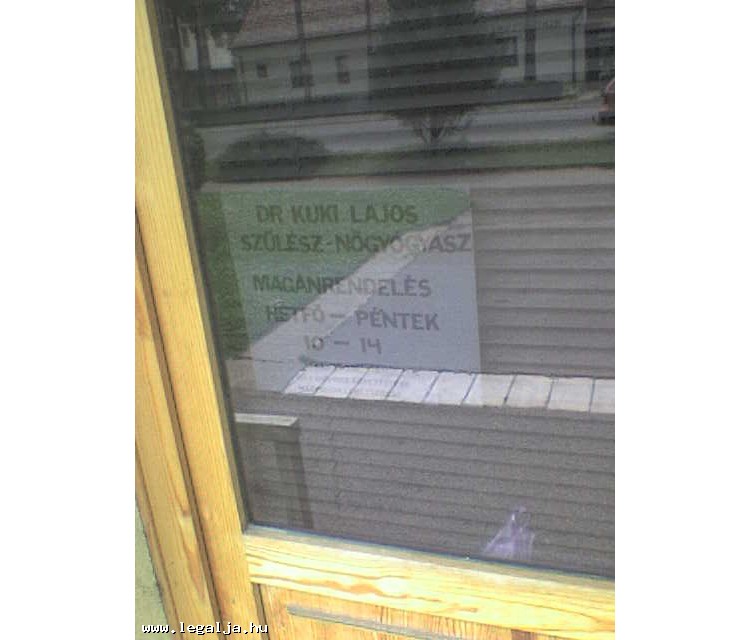 DR KUKI LAJOS
SZÜLÉSZ-NŐGYÓGYÁSZ
MAGÁNRENDELÉS
HÉTFŐ - PÉNTEK
10 - 14
www.legalja.hu